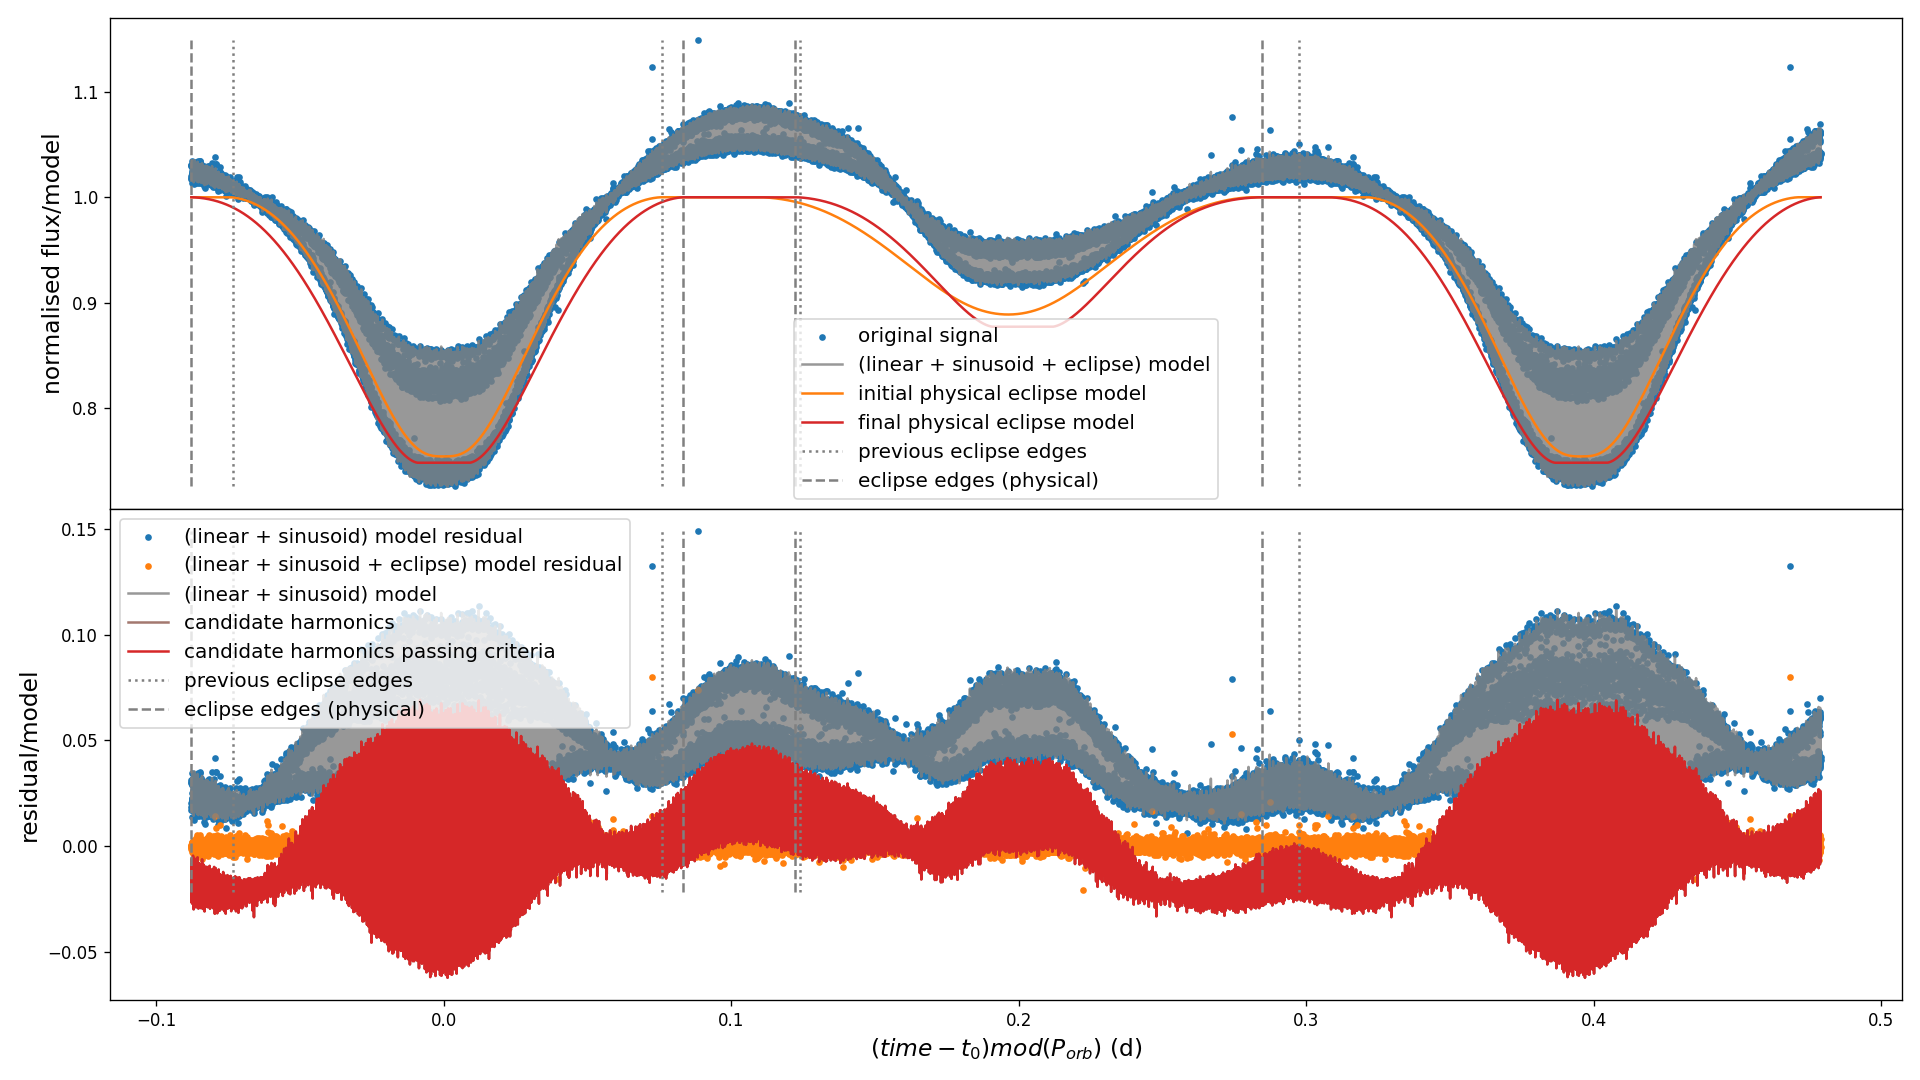 normalised flux/model
1.1
1.0
0.9
0.8
original signal
(linear + sinusoid + eclipse) model
initial physical eclipse model
final physical eclipse model
previous eclipse edges
eclipse edges (physical)
residual/model
0.15
0.10
0.05
0.00
−0.05
(linear + sinusoid) model residual
(linear + sinusoid + eclipse) model residual
(linear + sinusoid) model
candidate harmonics
candidate harmonics passing criteria
previous eclipse edges
eclipse edges (physical)
−0.1 0.0 0.1 0.2 0.3 0.4 0.5
(time − t₀)mod(P_{orb}) (d)